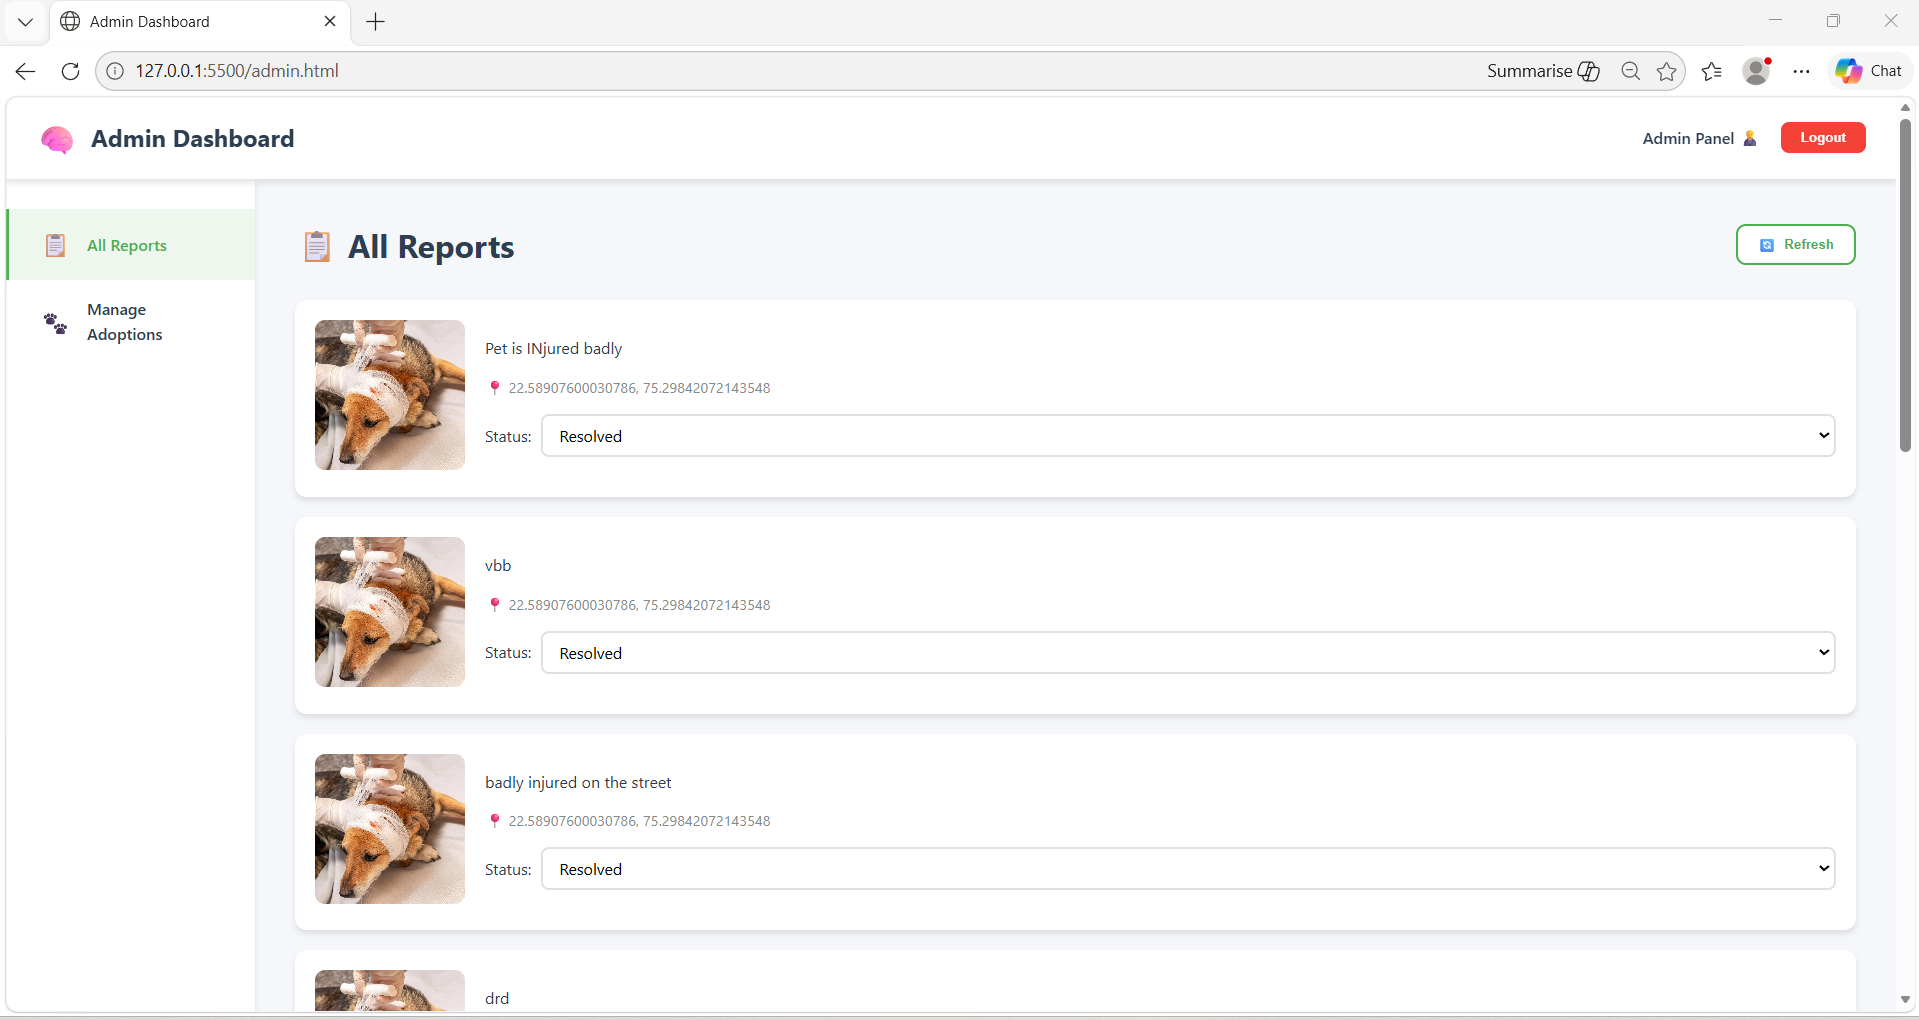 Admin Dashboard
127.0.0.1:5500/admin.html
Summarise
Chat
Admin Dashboard
Admin Panel
Logout
All Reports
Manage
Adoptions
All Reports
Refresh
Pet is INjured badly
22.58907600030786, 75.29842072143548
Status:
Resolved
vbb
22.58907600030786, 75.29842072143548
Status:
Resolved
badly injured on the street
22.58907600030786, 75.29842072143548
Status:
Resolved
drd